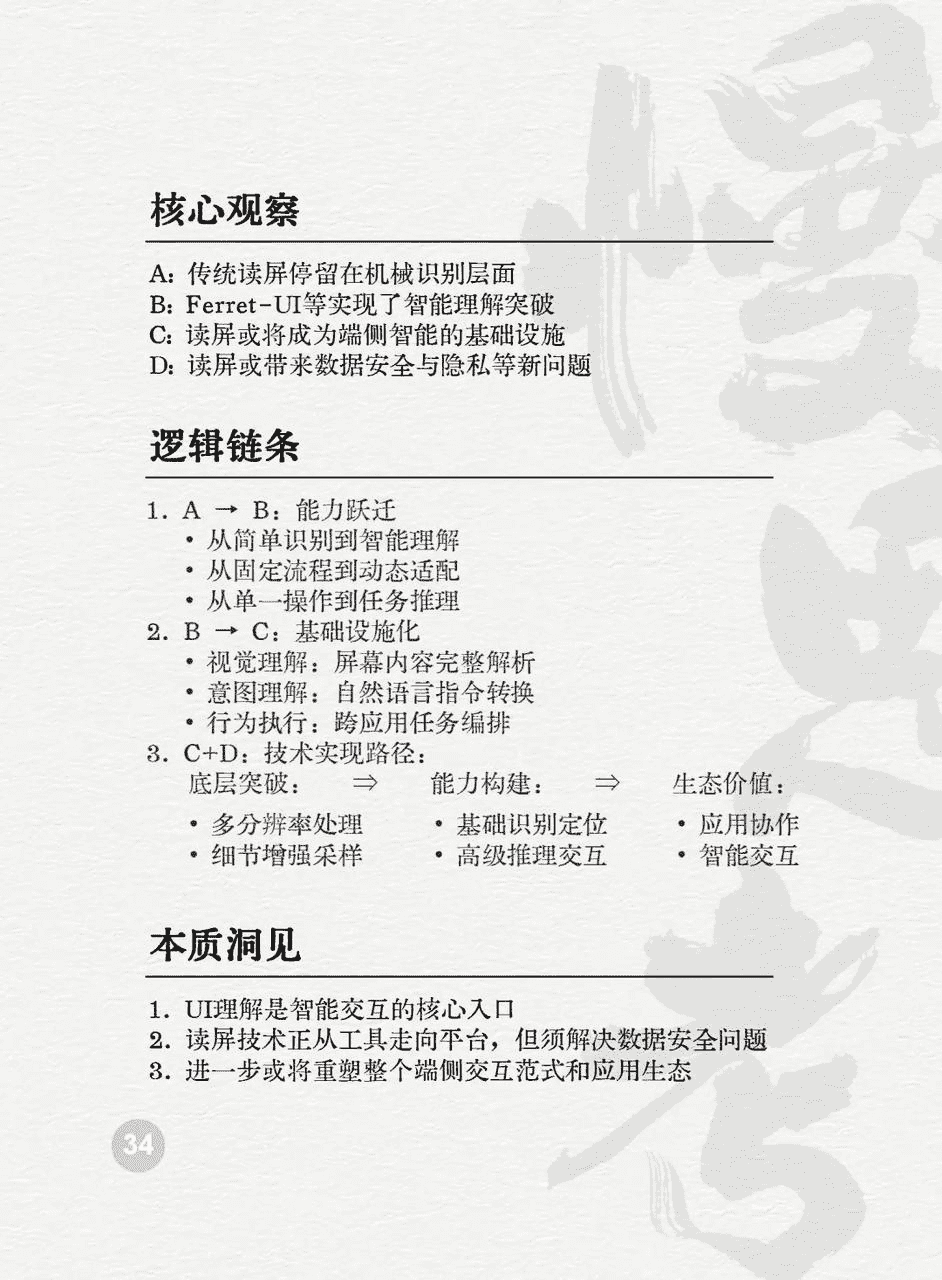 核心观察
A: 传统读屏停留在机械识别层面
B: Ferret-UI等实现了智能理解突破
C: 读屏或将成为端侧智能的基础设施
D: 读屏或带来数据安全与隐私等新问题
逻辑链条
1. A → B: 能力跃迁
• 从简单识别到智能理解
• 从固定流程到动态适配
• 从单一操作到任务推理
2. B → C: 基础设施化
• 视觉理解: 屏幕内容完整解析
• 意图理解: 自然语言指令转换
• 行为执行: 跨应用任务编排
3. C+D: 技术实现路径:
底层突破: ⇒ 能力构建: ⇒ 生态价值:
• 多分辨率处理 • 基础识别定位 • 应用协作
• 细节增强采样 • 高级推理交互 • 智能交互
本质洞见
1. UI理解是智能交互的核心入口
2. 读屏技术正从工具走向平台，但须解决数据安全问题
3. 进一步或将重塑整个端侧交互范式和应用生态
34
慢思考